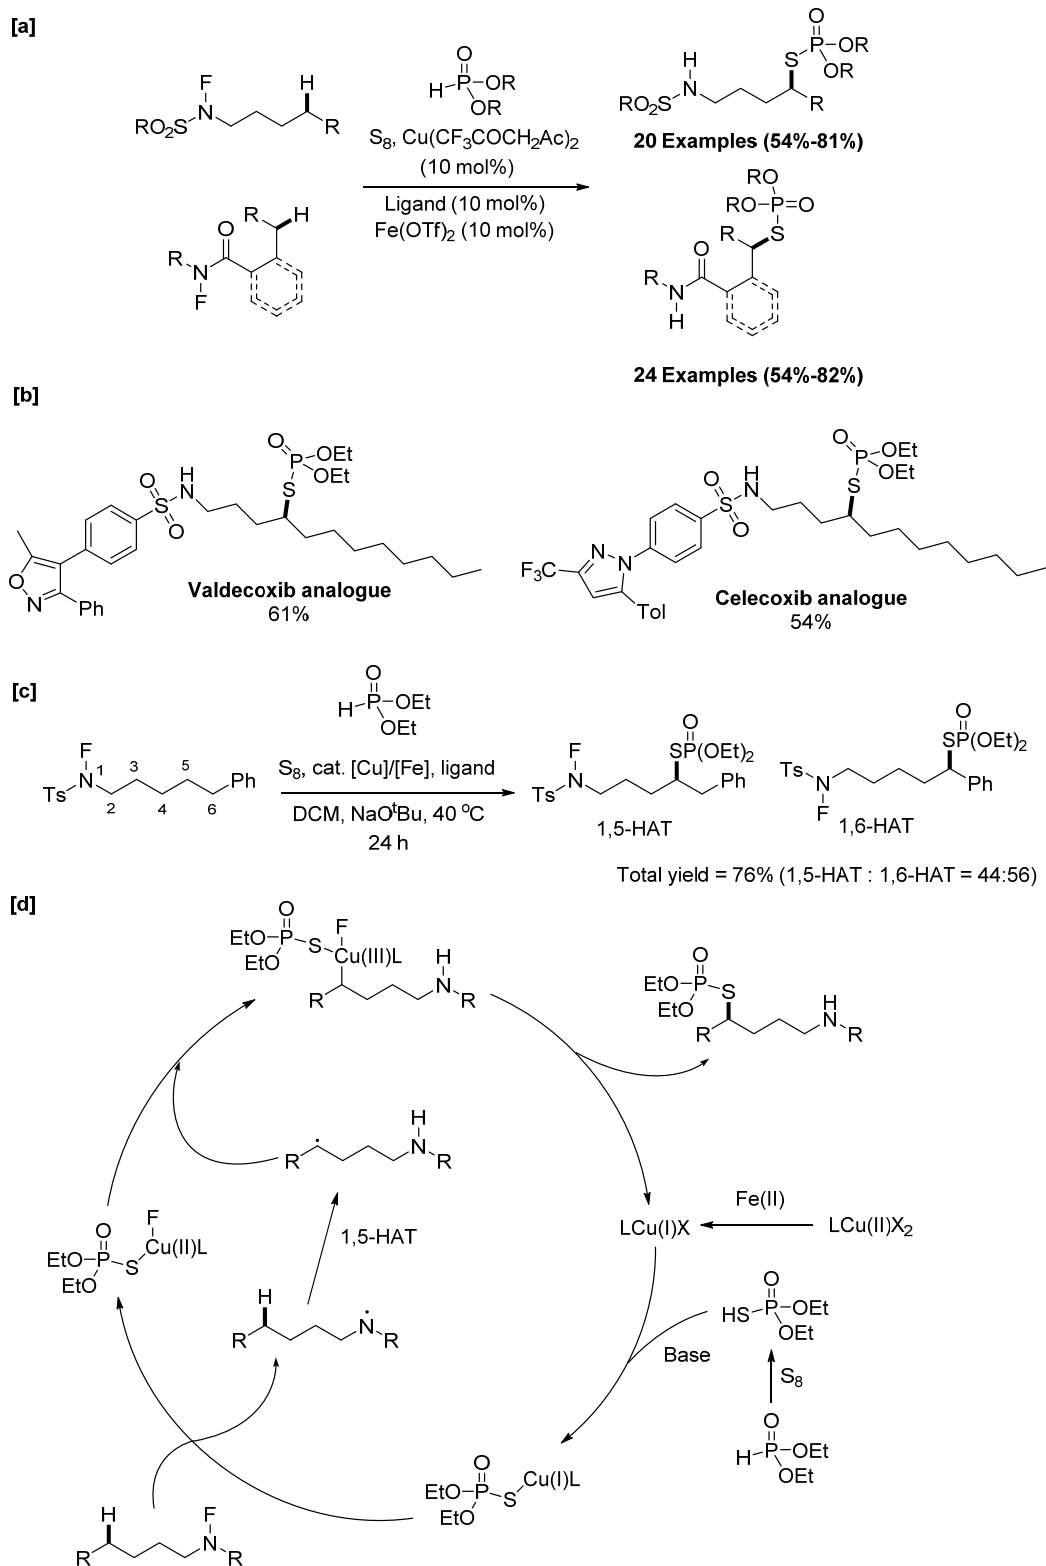 [a]
F
H
N
RO₂S
R
R
H
O
R
N
F
O
H
P
OR
OR
S₈, Cu(CF₃COCH₂Ac)₂
(10 mol%)
Ligand (10 mol%)
Fe(OTf)₂ (10 mol%)
O
P
OR
S
OR
H
N
RO₂S
R
20 Examples (54%-81%)
RO
RO
P
O
S
R
O
R
N
H
24 Examples (54%-82%)
[b]
O
P
OEt
OEt
S
H
N
O
S
O
O
N
Ph
Valdecoxib analogue
61%
O
P
OEt
OEt
S
H
N
O
S
O
N
N
F₃C
Tol
Celecoxib analogue
54%
[c]
O
H
P
OEt
OEt
F
1
3
5
Ts
N
Ph
2
4
6
S₈, cat. [Cu]/[Fe], ligand
DCM, NaOᵗBu, 40 °C
24 h
O
SP(OEt)₂
F
N
Ts
Ph
1,5-HAT
O
SP(OEt)₂
Ts
N
F
Ph
1,6-HAT
Total yield = 76% (1,5-HAT : 1,6-HAT = 44:56)
[d]
O
EtO
P
S
EtO
F
Cu(III)L
R
H
N
R
O
EtO
P
EtO
S
R
H
N
R
R
H
N
R
1,5-HAT
Fe(II)
LCu(I)X
LCu(II)X₂
O
F
EtO
P
S
Cu(II)L
EtO
H
R
N
R
O
HS
P
OEt
OEt
Base
S₈
O
H
P
OEt
OEt
O
EtO
P
S
Cu(I)L
EtO
H
R
F
N
R